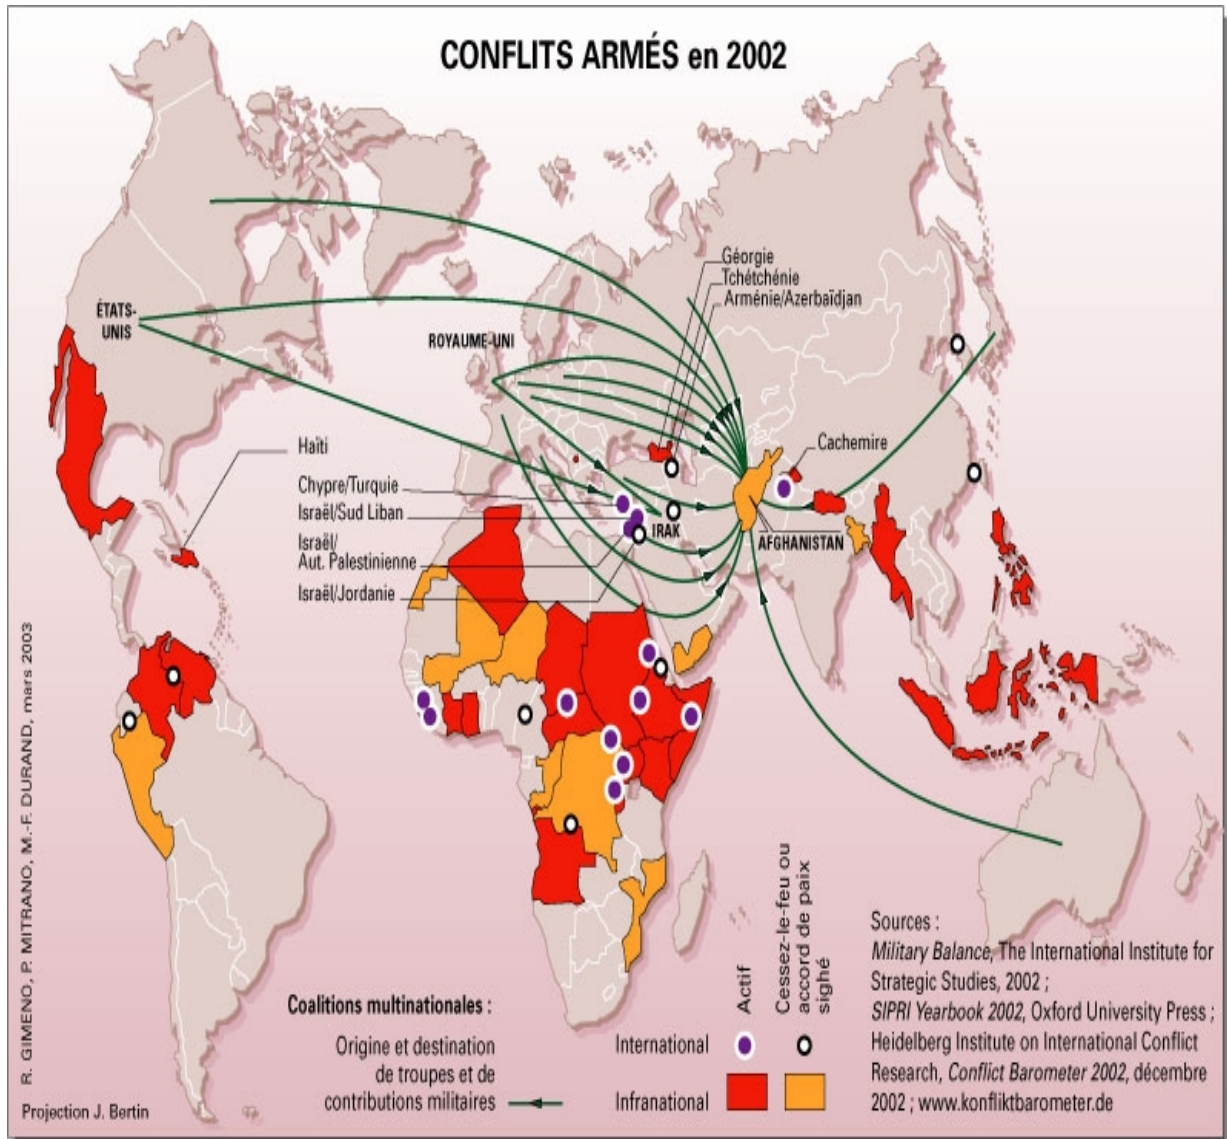 CONFLITS ARMÉS en 2002
Géorgie
Tchétchénie
Arménie/Azerbaïdjan
ÉTATS-
UNIS
ROYAUME-UNI
Haïti
Cachemire
Chypre/Turquie
Israël/Sud Liban
Israël/
Aut. Palestinienne
Israël/Jordanie
IRAK
AFGHANISTAN
R. GIMENO, P. MITRANO, M.-F. DURAND, mars 2003
Projection J. Bertin
Coalitions multinationales :
Origine et destination
de troupes et de
contributions militaires
Actif
Cessez-le-feu ou
accord de paix
sighé
International
Infranational
Sources :
Military Balance, The International Institute for
Strategic Studies, 2002 ;
SIPRI Yearbook 2002, Oxford University Press ;
Heidelberg Institute on International Conflict
Research, Conflict Barometer 2002, décembre
2002 ; www.konfliktbarometer.de